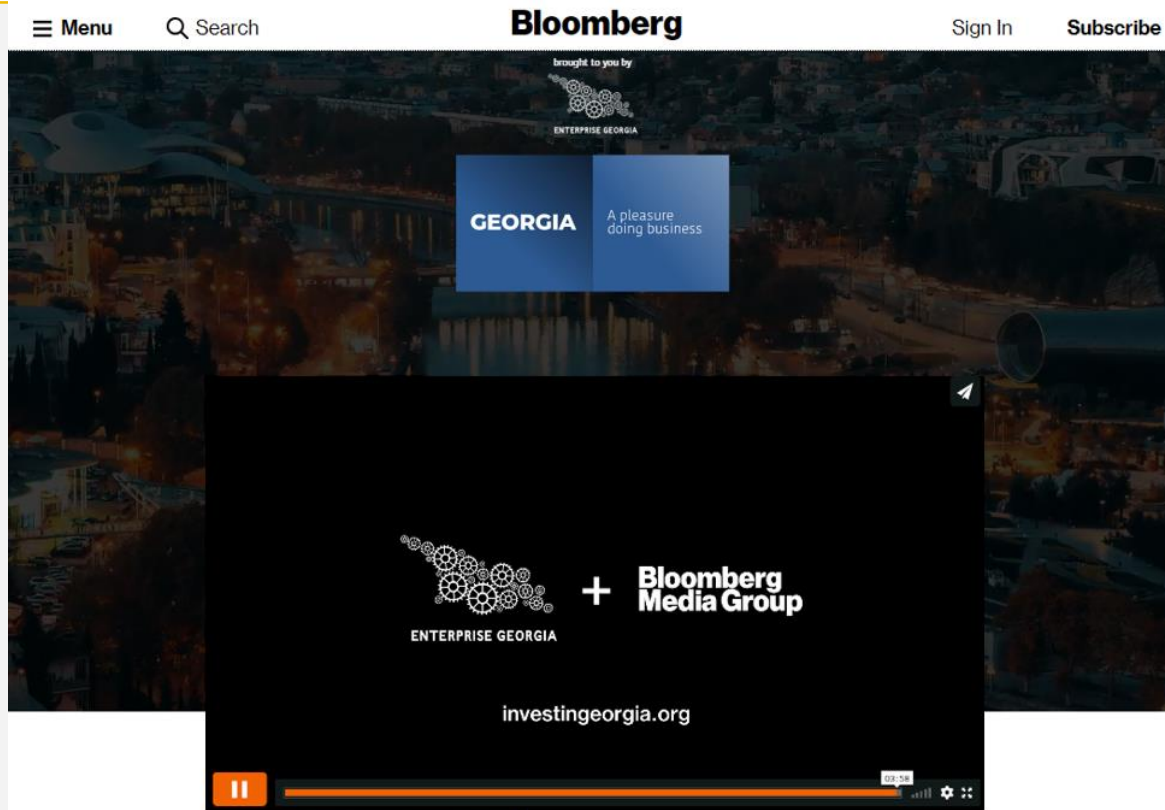 Menu Search Bloomberg Sign In Subscribe
brought to you by
ENTERPRISE GEORGIA
GEORGIA A pleasure
doing business
ENTERPRISE GEORGIA + Bloomberg
Media Group
investingeorgia.org
03:58